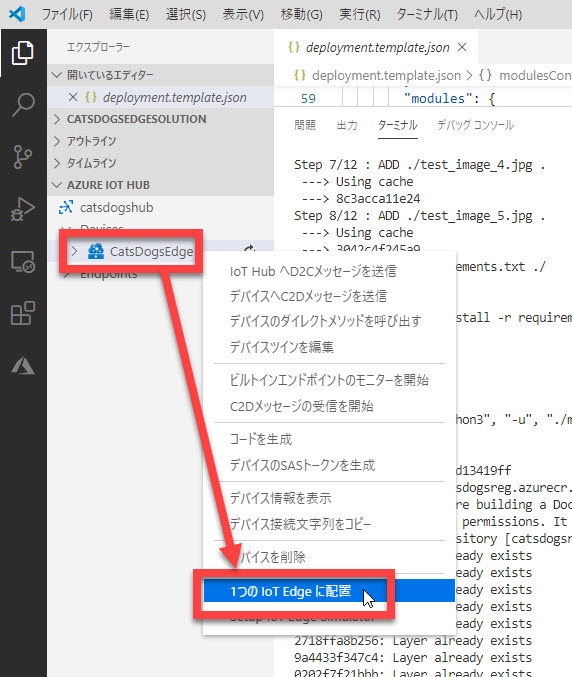 ファイル(F) 編集(E) 選択(S) 表示(V) 移動(G) 実行(R) ターミナル(T) ヘルプ(H)
エクスプローラー
開いているエディター
deployment.template.json
CATSDOGSEDGESOLUTION
アウトライン
タイムライン
AZURE IOT HUB
catsdogshub
Devices
CatsDogsEdge
Endpoints
deployment.template.json
deployment.template.json > {} modulesCon
59 "modules": {
問題 出力 ターミナル デバッグ コンソール
Step 7/12 : ADD ./test_image_4.jpg .
---> Using cache
---> 8c3acca11e24
Step 8/12 : ADD ./test_image_5.jpg .
---> Using cache
---> 3042c4f245a9
ements.txt ./
stall -r requirem
hon3", "-u", "./m
d13419ff
sdogsreg.azurecr.
re building a Doc
permissions. It
sitory [catsdogsr
eady exists
eady exists
eady exists
eady exists
eady exists
eady exists
2718ffa8b256: Layer already exists
9a4433f347c4: Layer already exists
0202f7f21bbb: Layer already exists
IoT Hub へD2Cメッセージを送信
デバイスへC2Dメッセージを送信
デバイスのダイレクトメソッドを呼び出す
デバイスツインを編集
ビルトインエンドポイントのモニターを開始
C2Dメッセージの受信を開始
コードを生成
デバイスのSASトークンを生成
デバイス情報を表示
デバイス接続文字列をコピー
デバイスを削除
1つの IoT Edge に配置
Setup IoT Edge Simulator